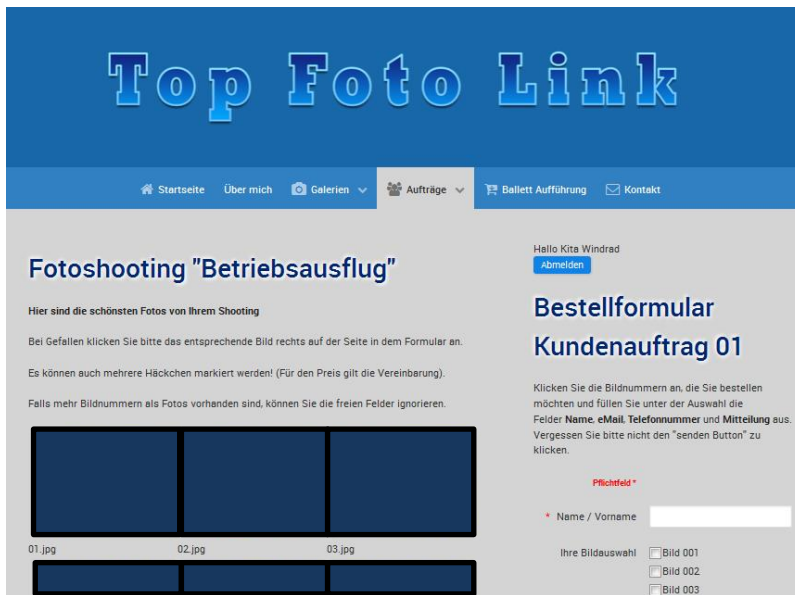 Top Foto Link
Startseite Über mich Galerien Aufträge Ballett Aufführung Kontakt
Fotoshooting "Betriebsausflug"
Hier sind die schönsten Fotos von Ihrem Shooting
Bei Gefallen klicken Sie bitte das entsprechende Bild rechts auf der Seite in dem Formular an.
Es können auch mehrere Häckchen markiert werden! (Für den Preis gilt die Vereinbarung).
Falls mehr Bildnummern als Fotos vorhanden sind, können Sie die freien Felder ignorieren.
01.jpg 02.jpg 03.jpg
Hallo Kita Windrad
Abmelden
Bestellformular
Kundenauftrag 01
Klicken Sie die Bildnummern an, die Sie bestellen
möchten und füllen Sie unter der Auswahl die
Felder Name, eMail, Telefonnummer und Mitteilung aus.
Vergessen Sie bitte nicht den "senden Button" zu
klicken.
Pflichtfeld *
* Name / Vorname
Ihre Bildauswahl Bild 001
Bild 002
Bild 003